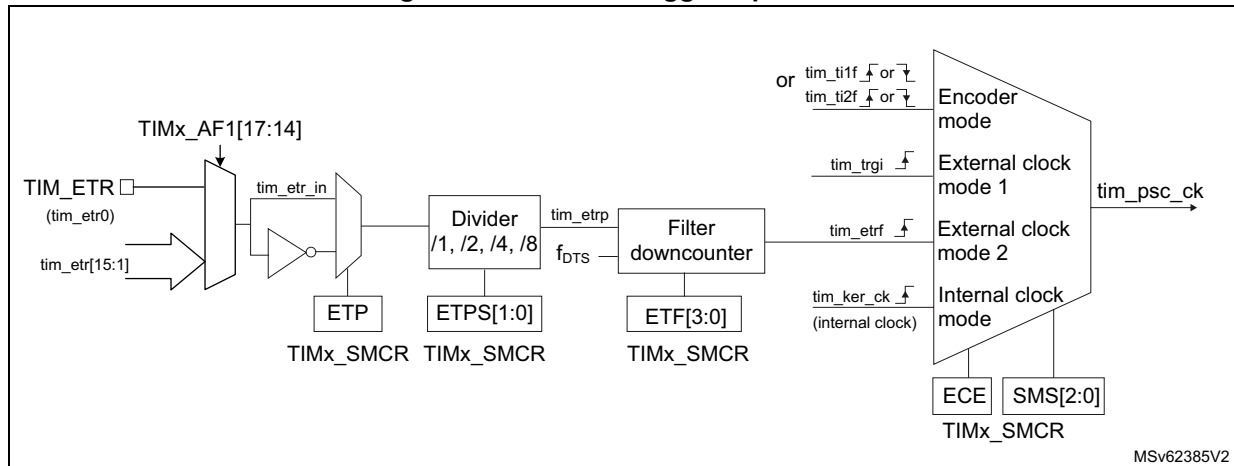 or tim_ti1f or
tim_ti2f or
Encoder
mode
TIMx_AF1[17:14]
tim_trgi
External clock
mode 1
TIM_ETR
(tim_etr0)
tim_etr_in
tim_psc_ck
Divider
/1, /2, /4, /8
tim_etrp
Filter
downcounter
fDTS
tim_etrf
External clock
mode 2
tim_etr[15:1]
tim_ker_ck
(internal clock)
Internal clock
mode
ETP
ETPS[1:0]
ETF[3:0]
TIMx_SMCR
TIMx_SMCR
TIMx_SMCR
ECE
SMS[2:0]
TIMx_SMCR
MSv62385V2